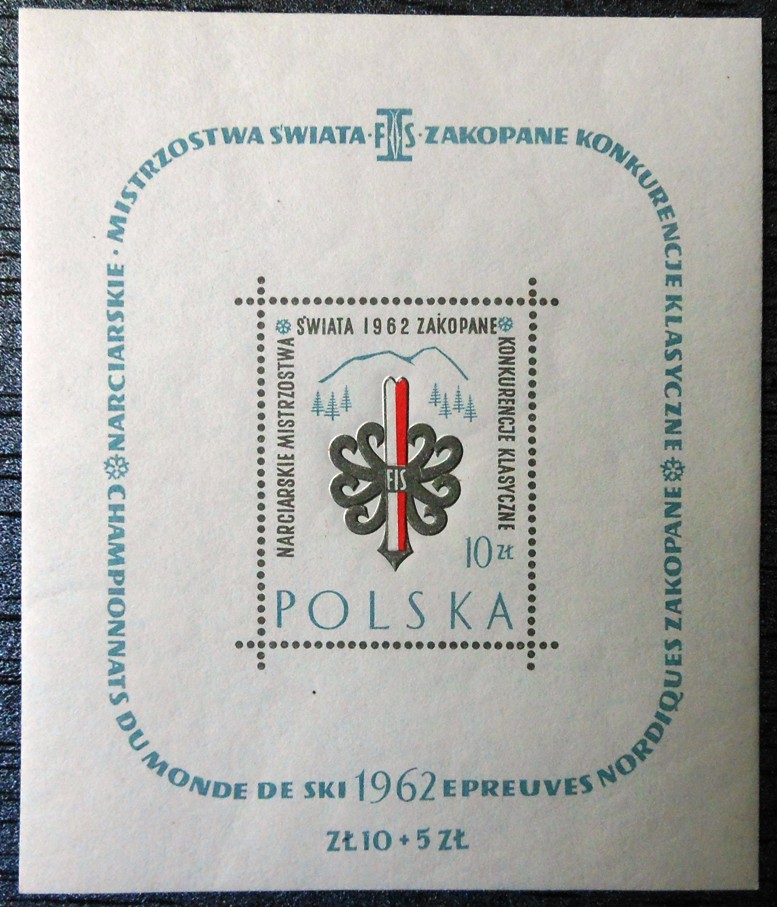 NARCIARSKIE · MISTRZOSTWA ŚWIATA · FIS · ZAKOPANE KONKURENCJE KLASYCZNE
ŚWIATA 1962 ZAKOPANE
NARCIARSKIE MISTRZOSTWA
KONKURENCJE KLASYCZNE
FIS
10 ZŁ
POLSKA
CHAMPIONNATS DU MONDE DE SKI 1962 EPREUVES NORDIQUES ZAKOPANE
ZŁ 10 + 5 ZŁ